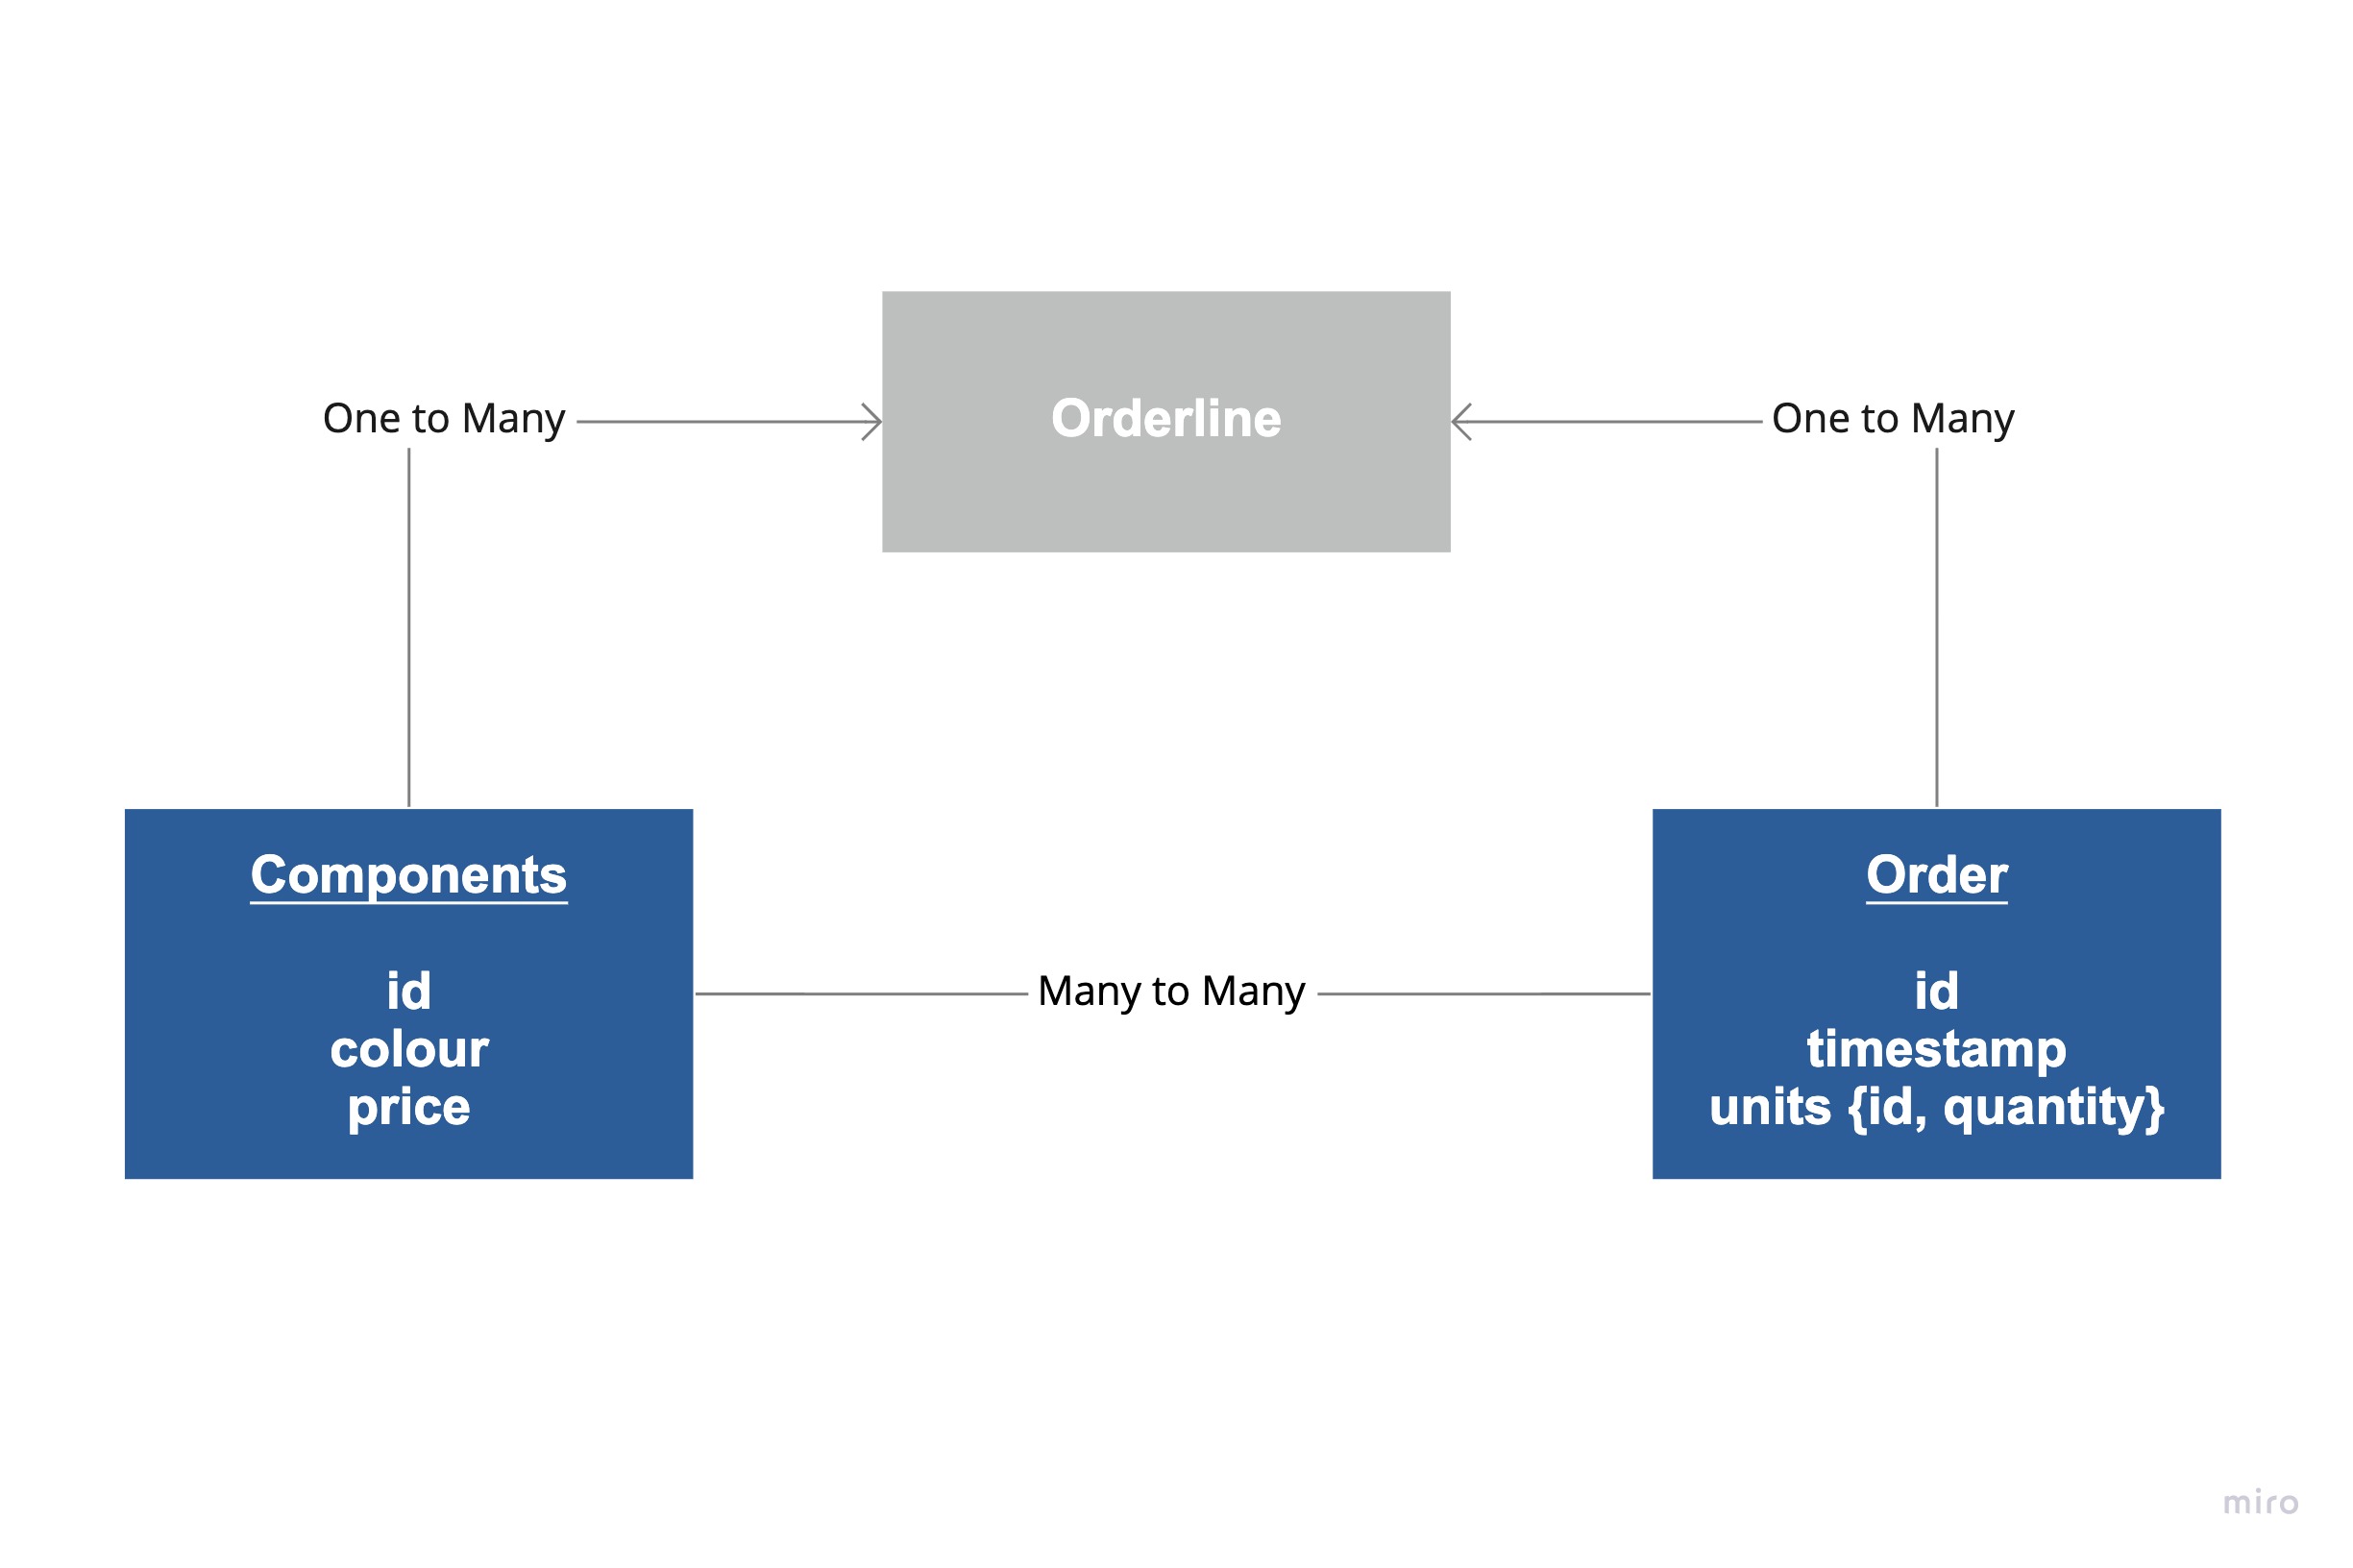 Orderline
One to Many
One to Many
Components
id
colour
price
Many to Many
Order
id
timestamp
units {id, quantity}
miro